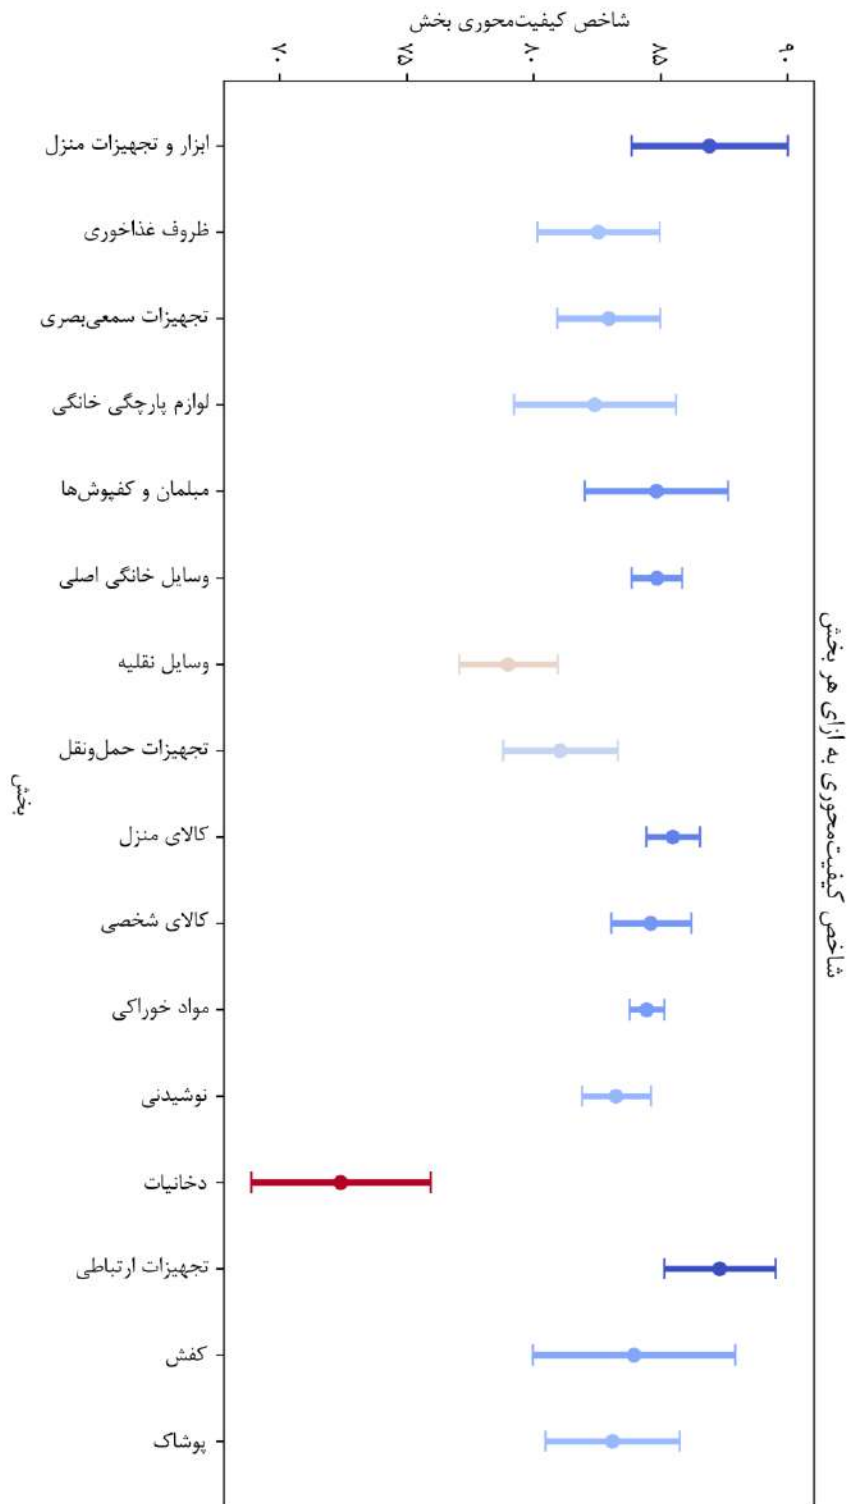 شاخص کیفیت‌محوری به ازای هر بخش
شاخص کیفیت‌محوری بخش
۷۰
۷۵
۸۰
۸۵
۹۰
ابزار و تجهیزات منزل
ظروف غذاخوری
تجهیزات سمعی‌بصری
لوازم پارچگی خانگی
مبلمان و کفپوش‌ها
وسایل خانگی اصلی
وسایل نقلیه
تجهیزات حمل‌ونقل
کالای منزل
کالای شخصی
مواد خوراکی
نوشیدنی
دخانیات
تجهیزات ارتباطی
کفش
پوشاک
بخش